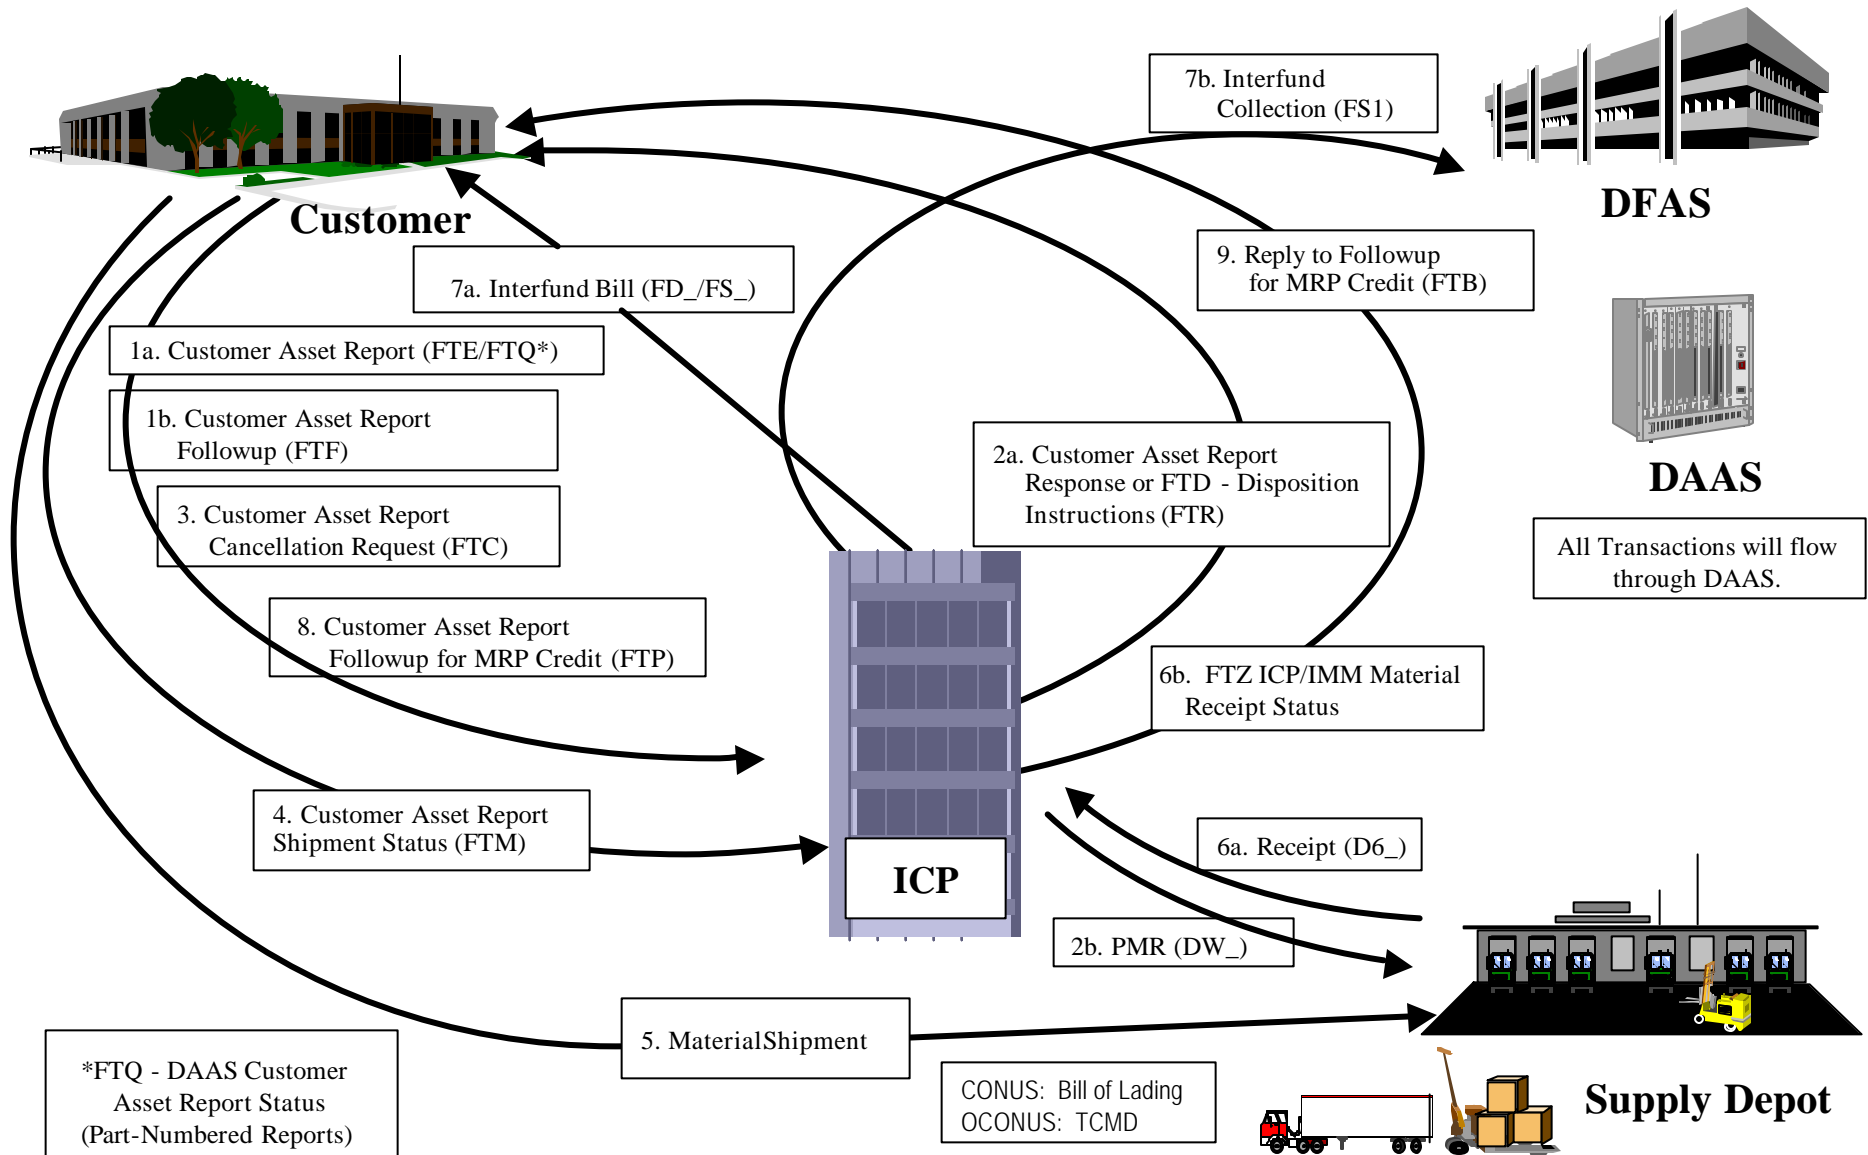 7b. Interfund
Collection (FS1)
DFAS
Customer
9. Reply to Followup
for MRP Credit (FTB)
7a. Interfund Bill (FD_/FS_)
1a. Customer Asset Report (FTE/FTQ*)
1b. Customer Asset Report
Followup (FTF)
2a. Customer Asset Report
Response or FTD - Disposition
Instructions (FTR)
DAAS
3. Customer Asset Report
Cancellation Request (FTC)
All Transactions will flow
through DAAS.
8. Customer Asset Report
Followup for MRP Credit (FTP)
6b. FTZ ICP/IMM Material
Receipt Status
4. Customer Asset Report
Shipment Status (FTM)
ICP
6a. Receipt (D6_)
2b. PMR (DW_)
5. MaterialShipment
*FTQ - DAAS Customer
Asset Report Status
(Part-Numbered Reports)
CONUS: Bill of Lading
OCONUS: TCMD
Supply Depot